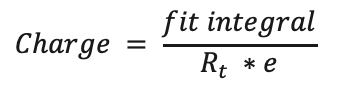 Charge = fit integral / R_t * e